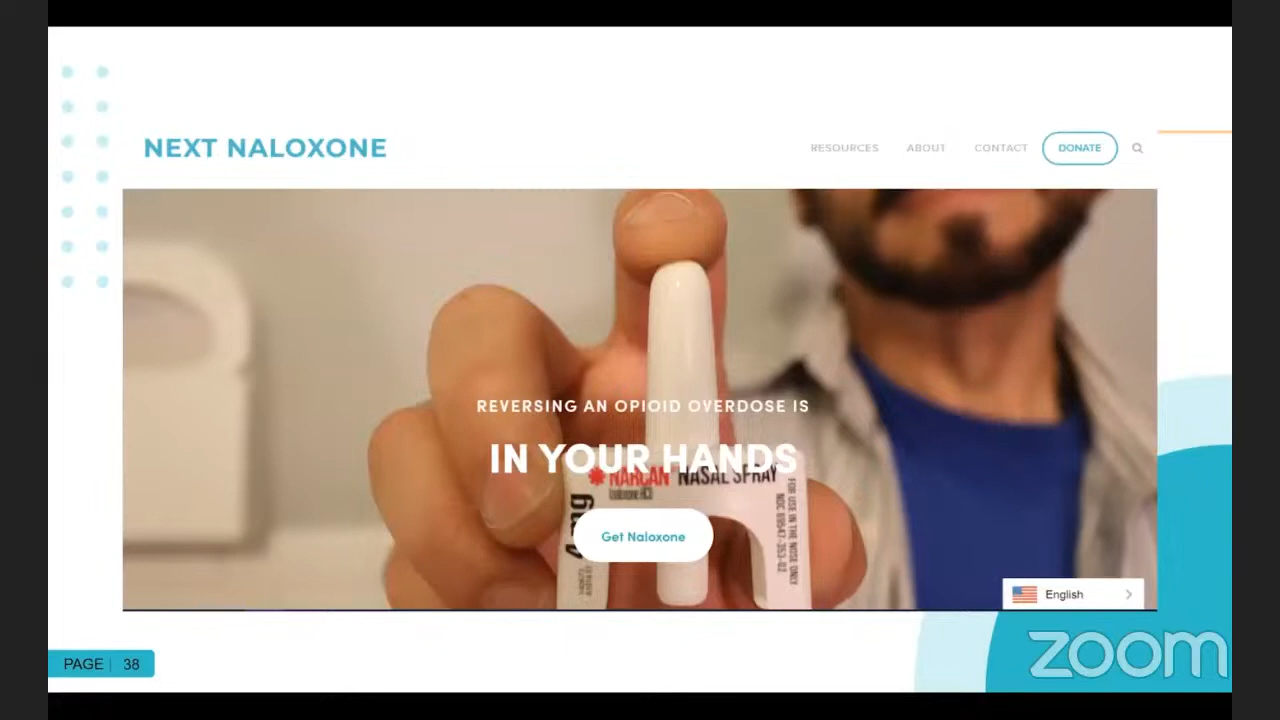 NEXT NALOXONE
RESOURCES ABOUT CONTACT DONATE
REVERSING AN OPIOID OVERDOSE IS
IN YOUR HANDS
NARCAN NASAL SPRAY
FOR USE IN THE NOSE ONLY
Get Naloxone
English
PAGE 38
zoom